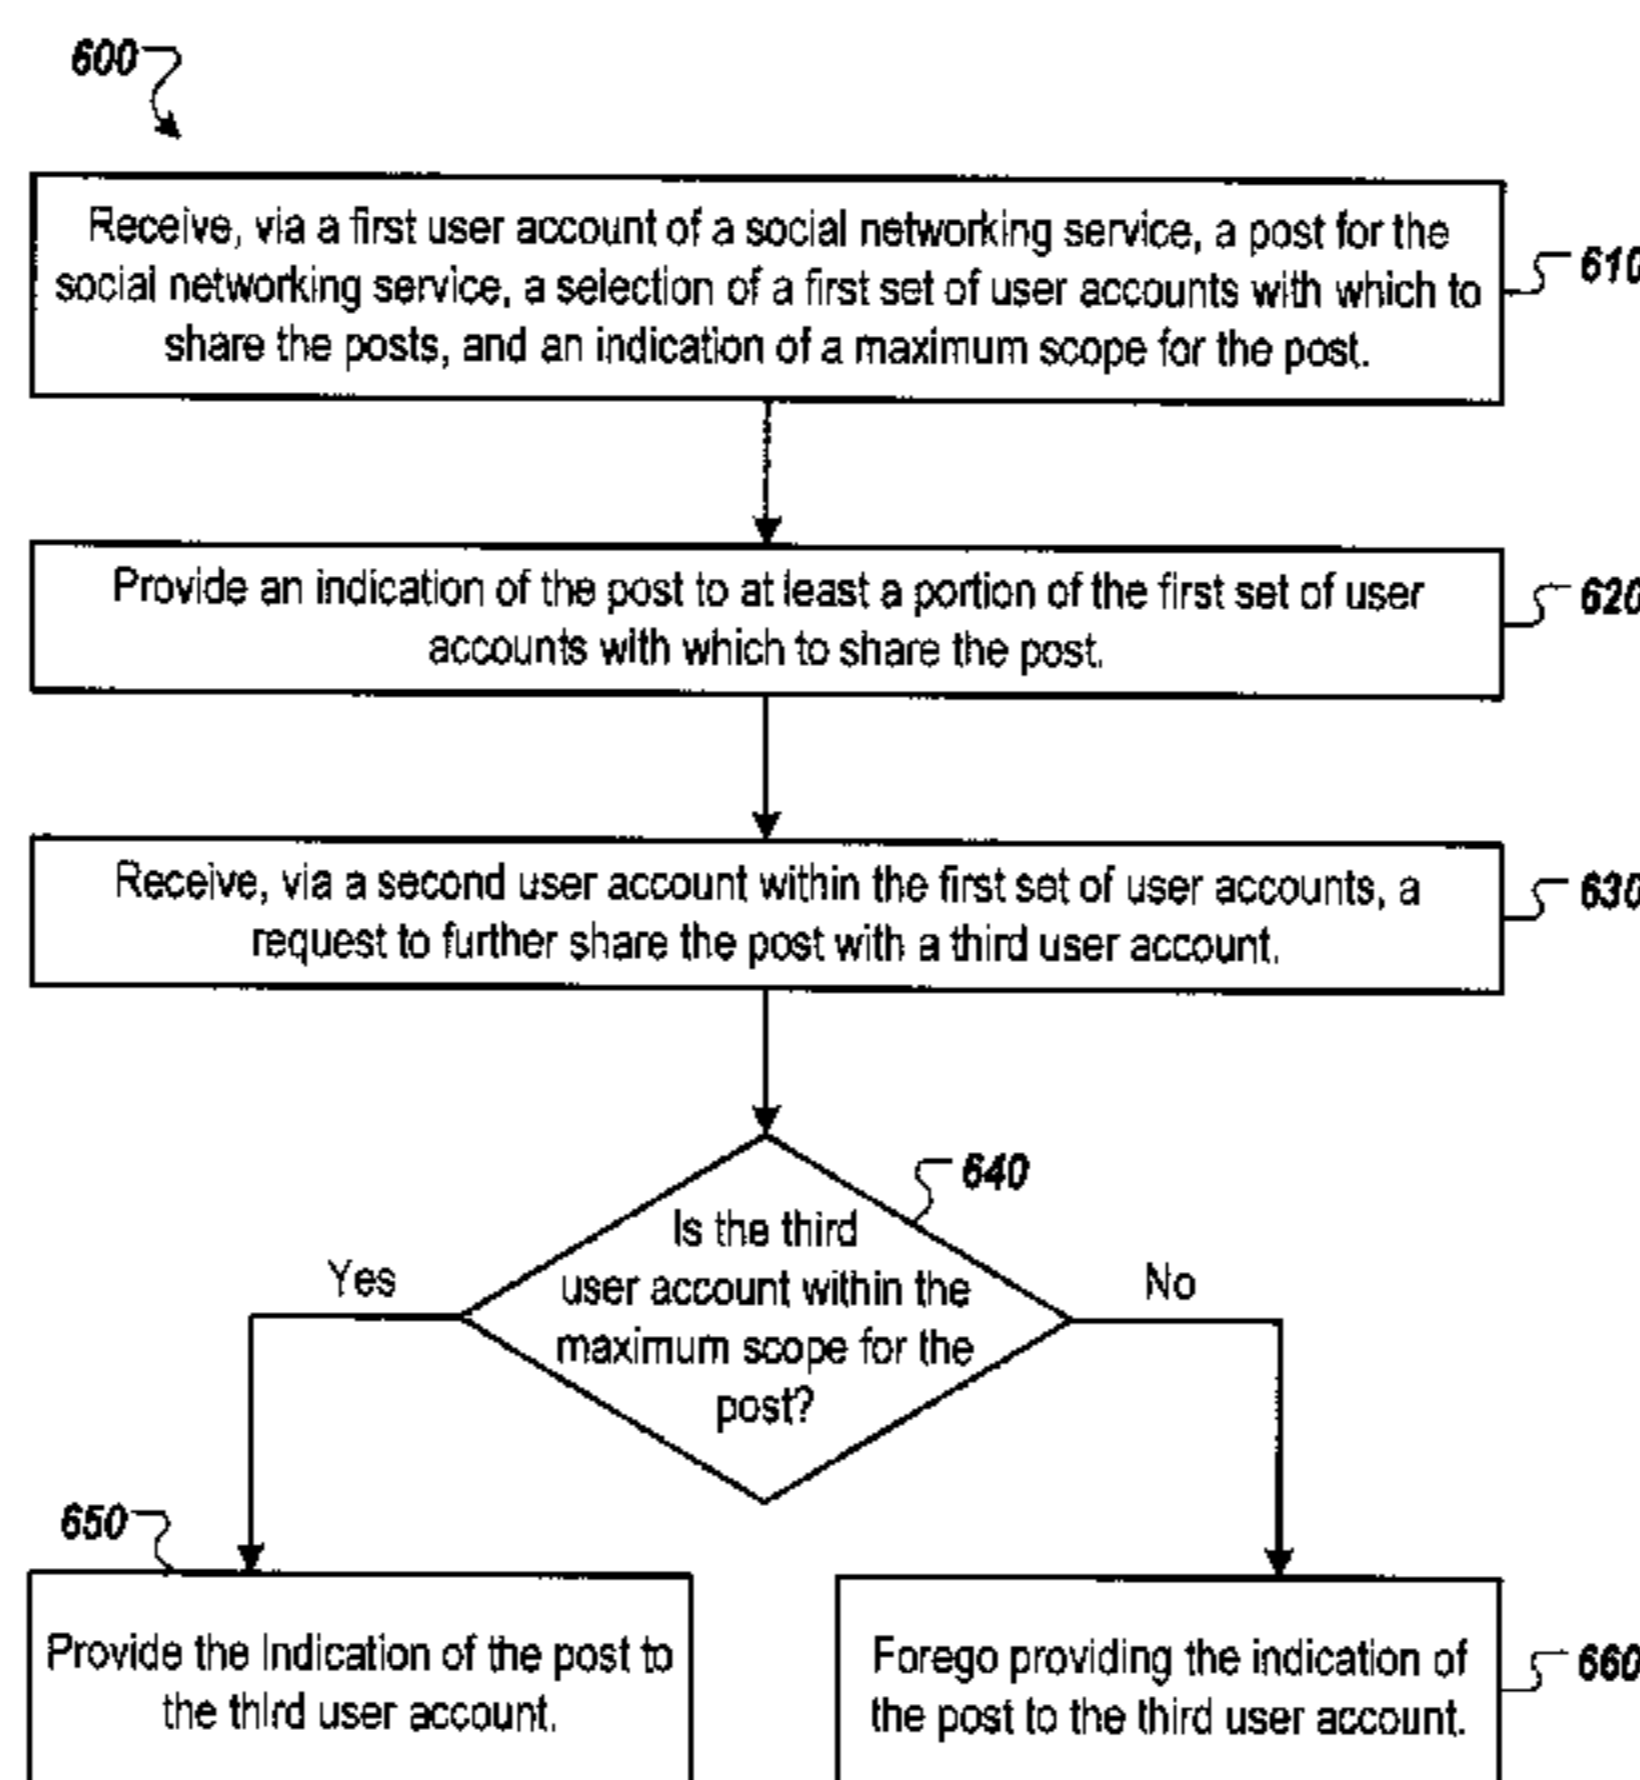 600
Receive, via a first user account of a social networking service, a post for the
social networking service, a selection of a first set of user accounts with which to
share the posts, and an indication of a maximum scope for the post.
610
Provide an indication of the post to at least a portion of the first set of user
accounts with which to share the post.
620
Receive, via a second user account within the first set of user accounts, a
request to further share the post with a third user account.
630
640
Is the third
user account within the
maximum scope for the
post?
Yes
No
650
Provide the Indication of the post to
the third user account.
Forego providing the indication of
the post to the third user account.
660